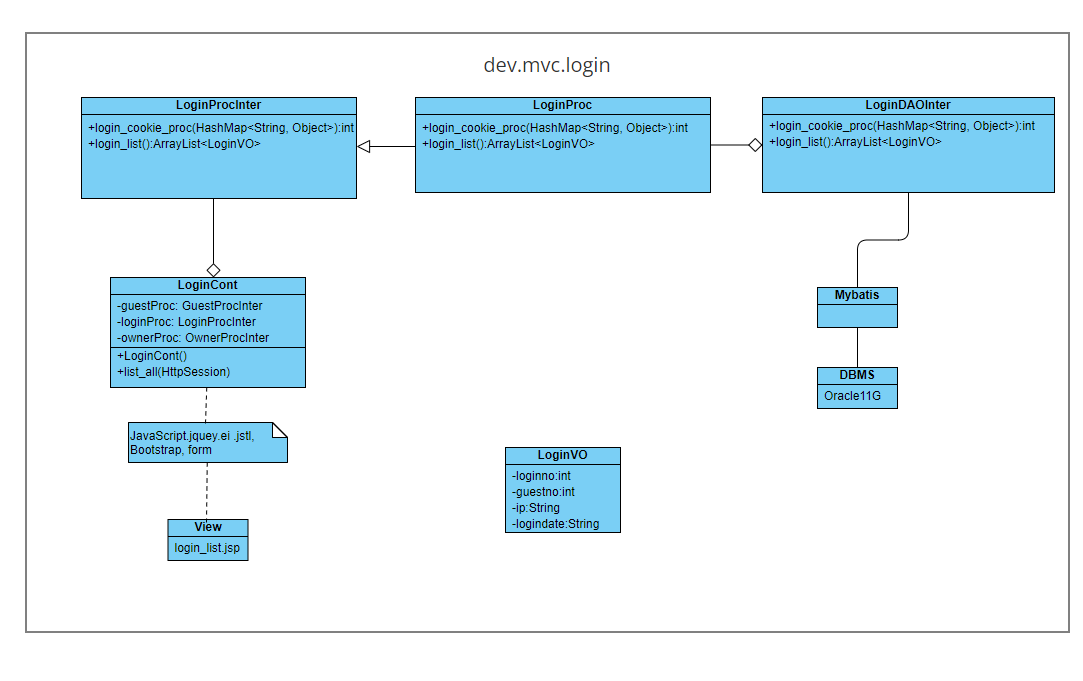 dev.mvc.login
LoginProcInter
+login_cookie_proc(HashMap<String, Object>):int
+login_list():ArrayList<LoginVO>
LoginProc
+login_cookie_proc(HashMap<String, Object>):int
+login_list():ArrayList<LoginVO>
LoginDAOInter
+login_cookie_proc(HashMap<String, Object>):int
+login_list():ArrayList<LoginVO>
LoginCont
-guestProc: GuestProcInter
-loginProc: LoginProcInter
-ownerProc: OwnerProcInter
+LoginCont()
+list_all(HttpSession)
Mybatis
DBMS
Oracle11G
JavaScript.jquey.ei .jstl,
Bootstrap, form
LoginVO
-loginno:int
-guestno:int
-ip:String
-logindate:String
View
login_list.jsp